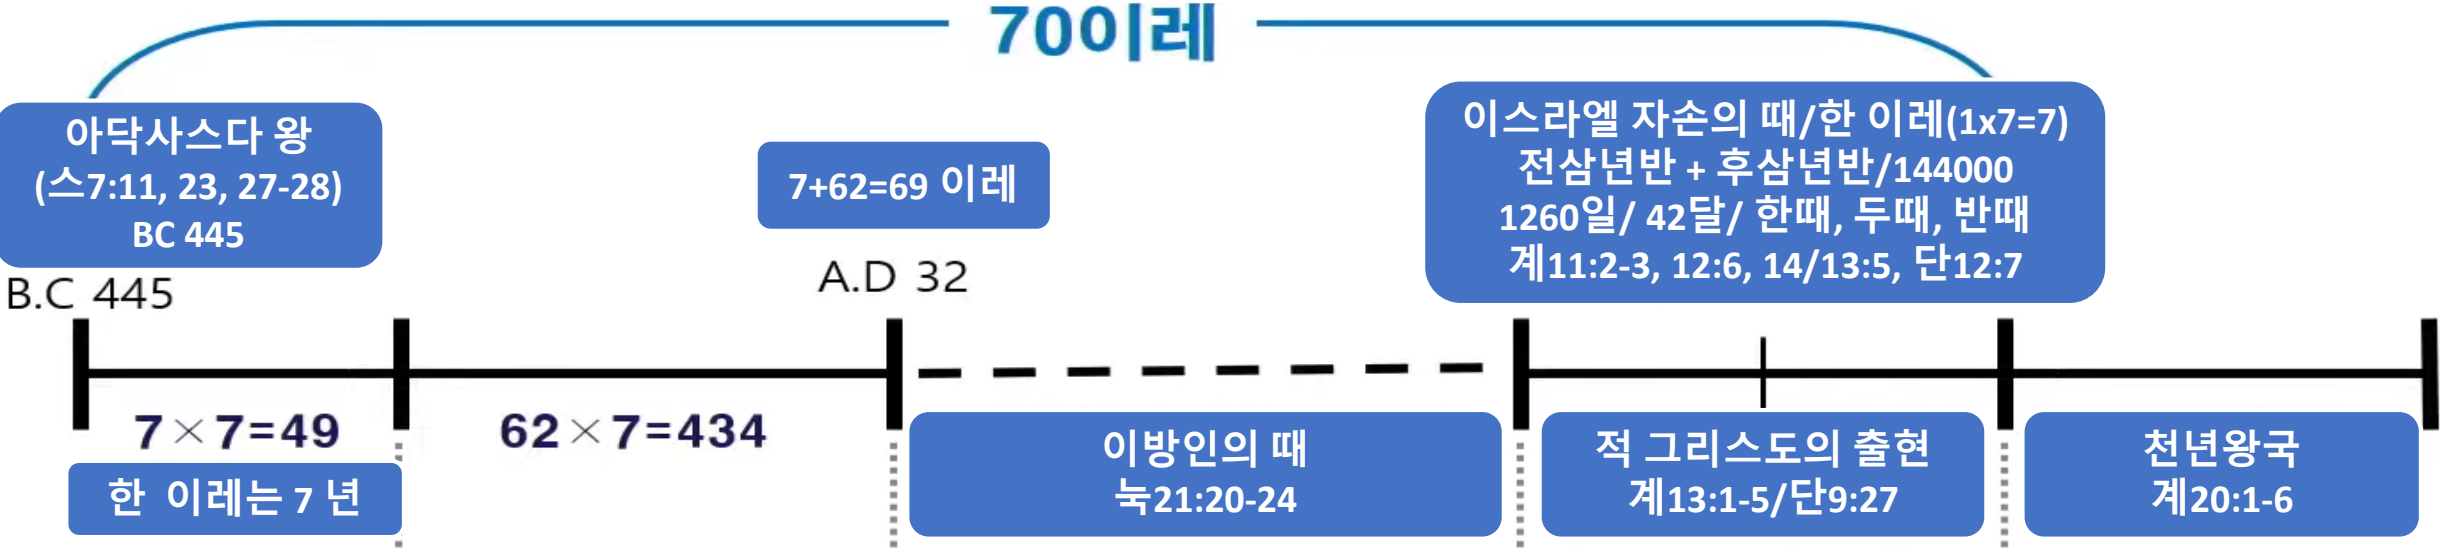 70이레
아닥사스다 왕
(스7:11, 23, 27-28)
BC 445
B.C 445
7+62=69 이레
A.D 32
이스라엘 자손의 때/한 이레(1x7=7)
전삼년반 + 후삼년반/144000
1260일/ 42달/ 한때, 두때, 반때
계11:2-3, 12:6, 14/13:5, 단12:7
7×7=49
62×7=434
한 이레는 7 년
이방인의 때
눅21:20-24
적 그리스도의 출현
계13:1-5/단9:27
천년왕국
계20:1-6